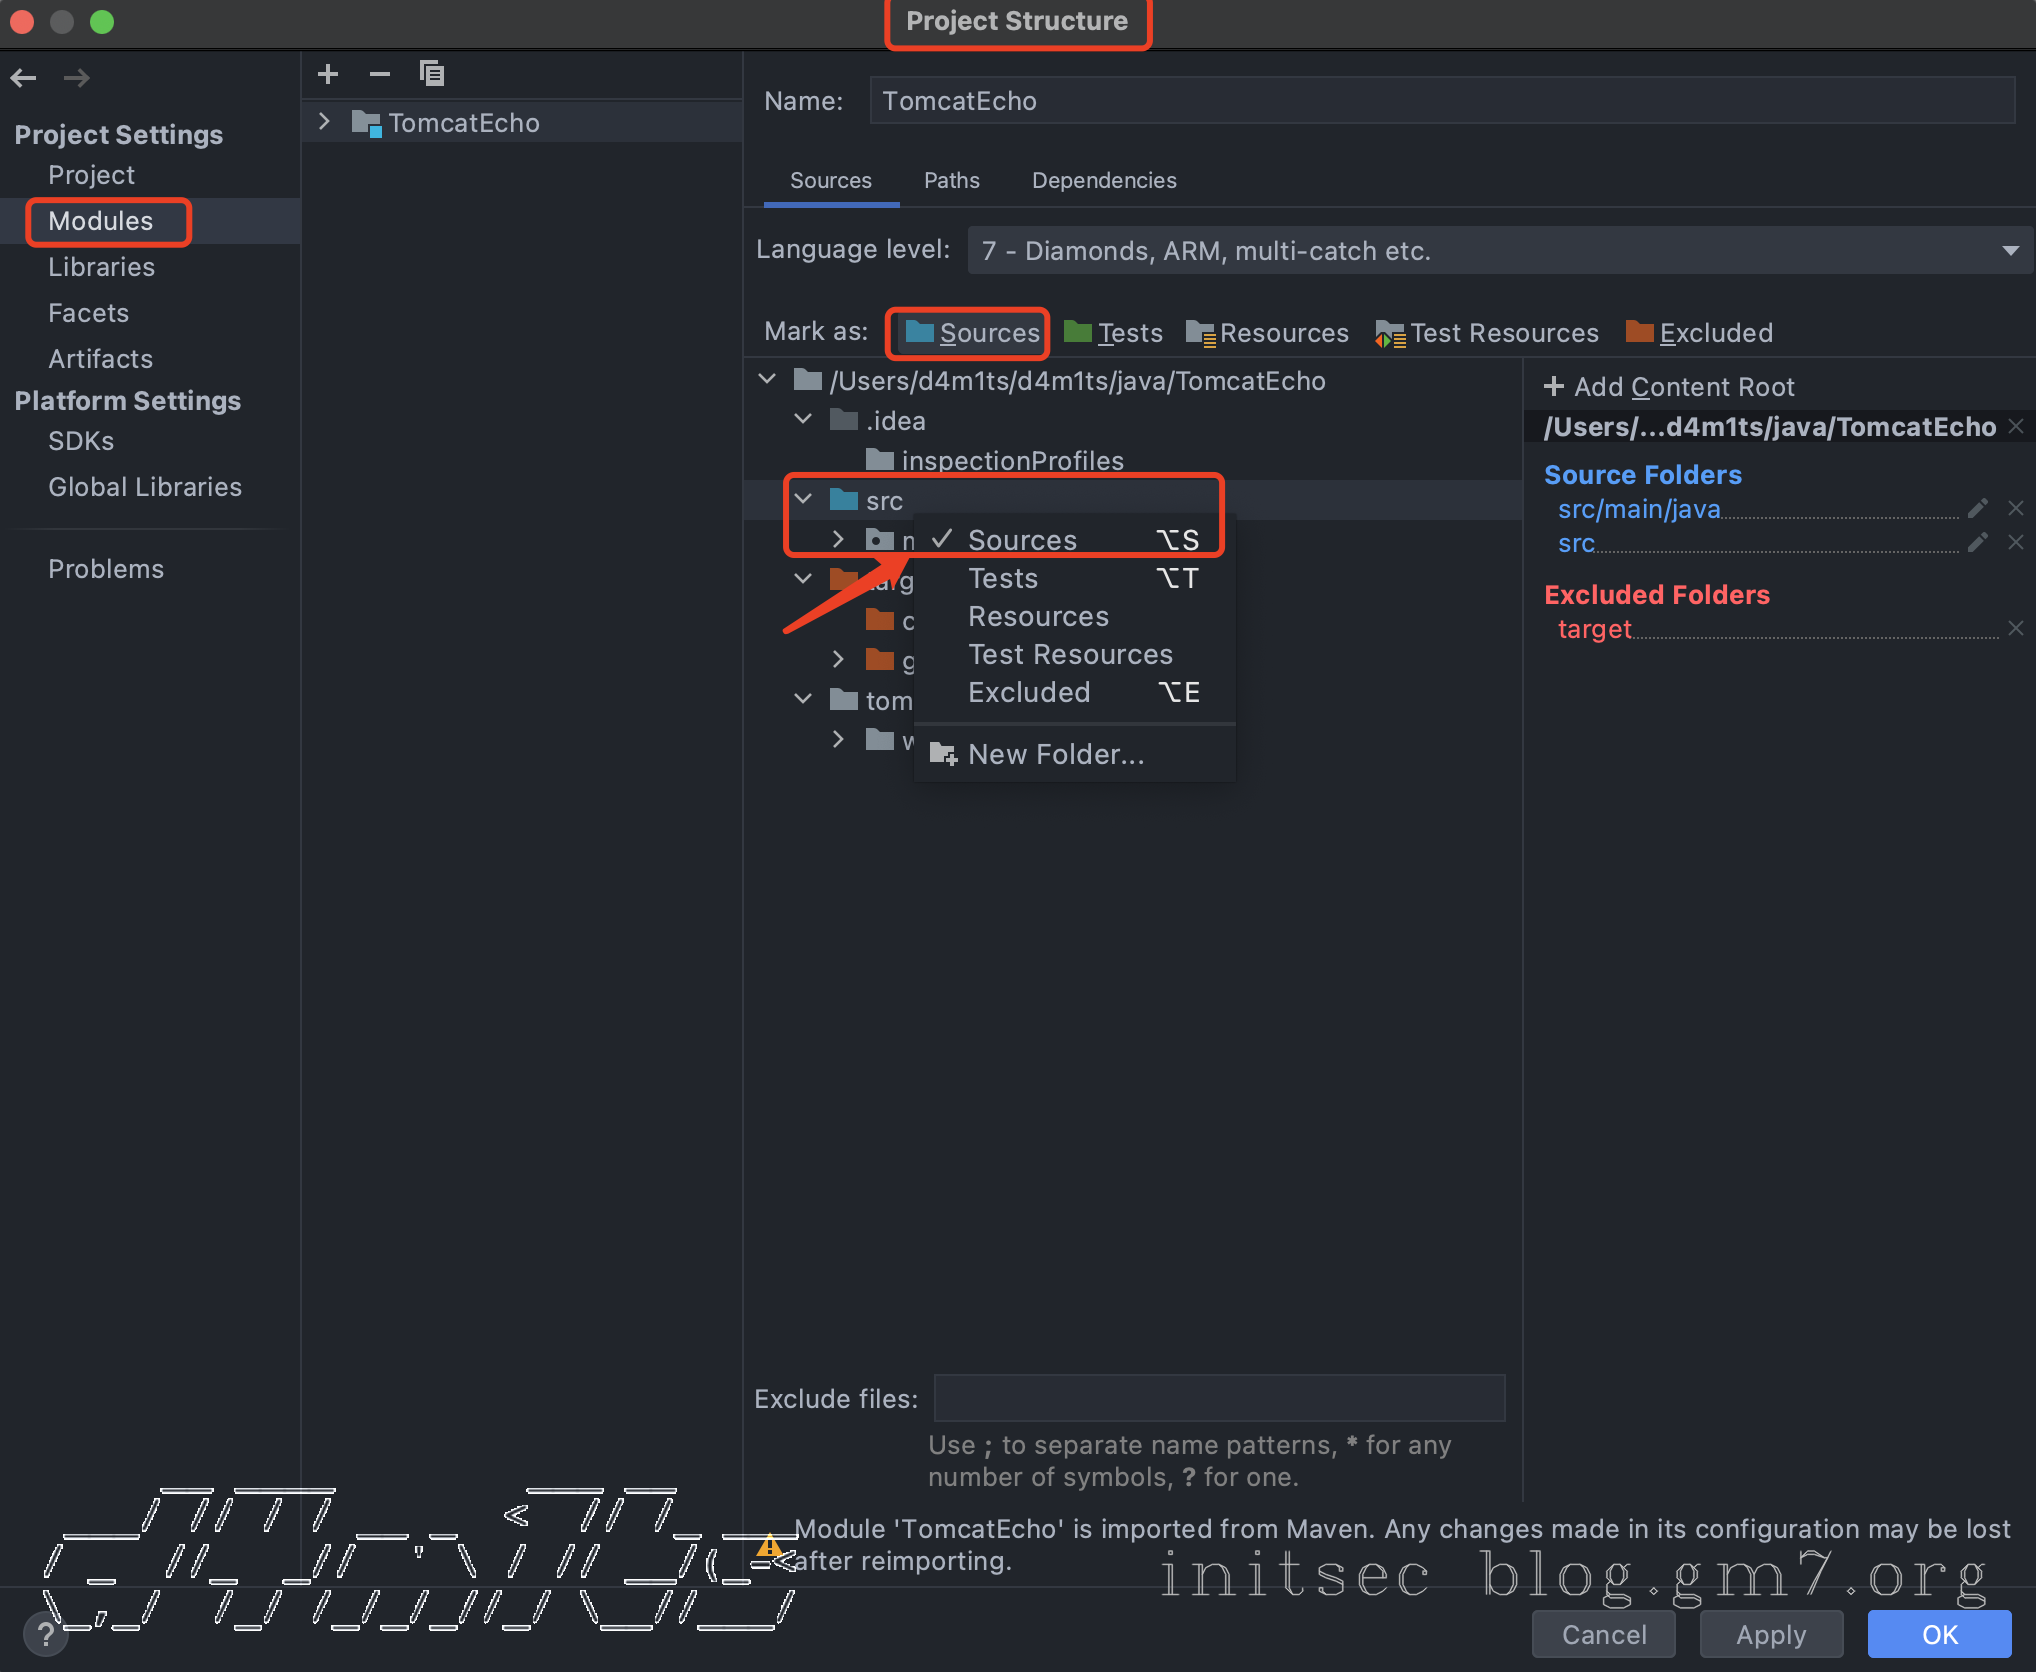 Project Structure
Project Settings
Project
Modules
Libraries
Facets
Artifacts
Platform Settings
SDKs
Global Libraries
Problems
TomcatEcho
Name: TomcatEcho
Sources Paths Dependencies
Language level: 7 - Diamonds, ARM, multi-catch etc.
Mark as: Sources Tests Resources Test Resources Excluded
/Users/d4m1ts/d4m1ts/java/TomcatEcho
.idea
inspectionProfiles
src
Sources ⌥S
Tests ⌥T
Resources
Test Resources
Excluded ⌥E
New Folder...
+ Add Content Root
/Users/...d4m1ts/java/TomcatEcho
Source Folders
src/main/java
src
Excluded Folders
target
Exclude files:
Use ; to separate name patterns, * for any
number of symbols, ? for one.
Module 'TomcatEcho' is imported from Maven. Any changes made in its configuration may be lost
after reimporting.
initsec blog.gm7.org
? Cancel Apply OK